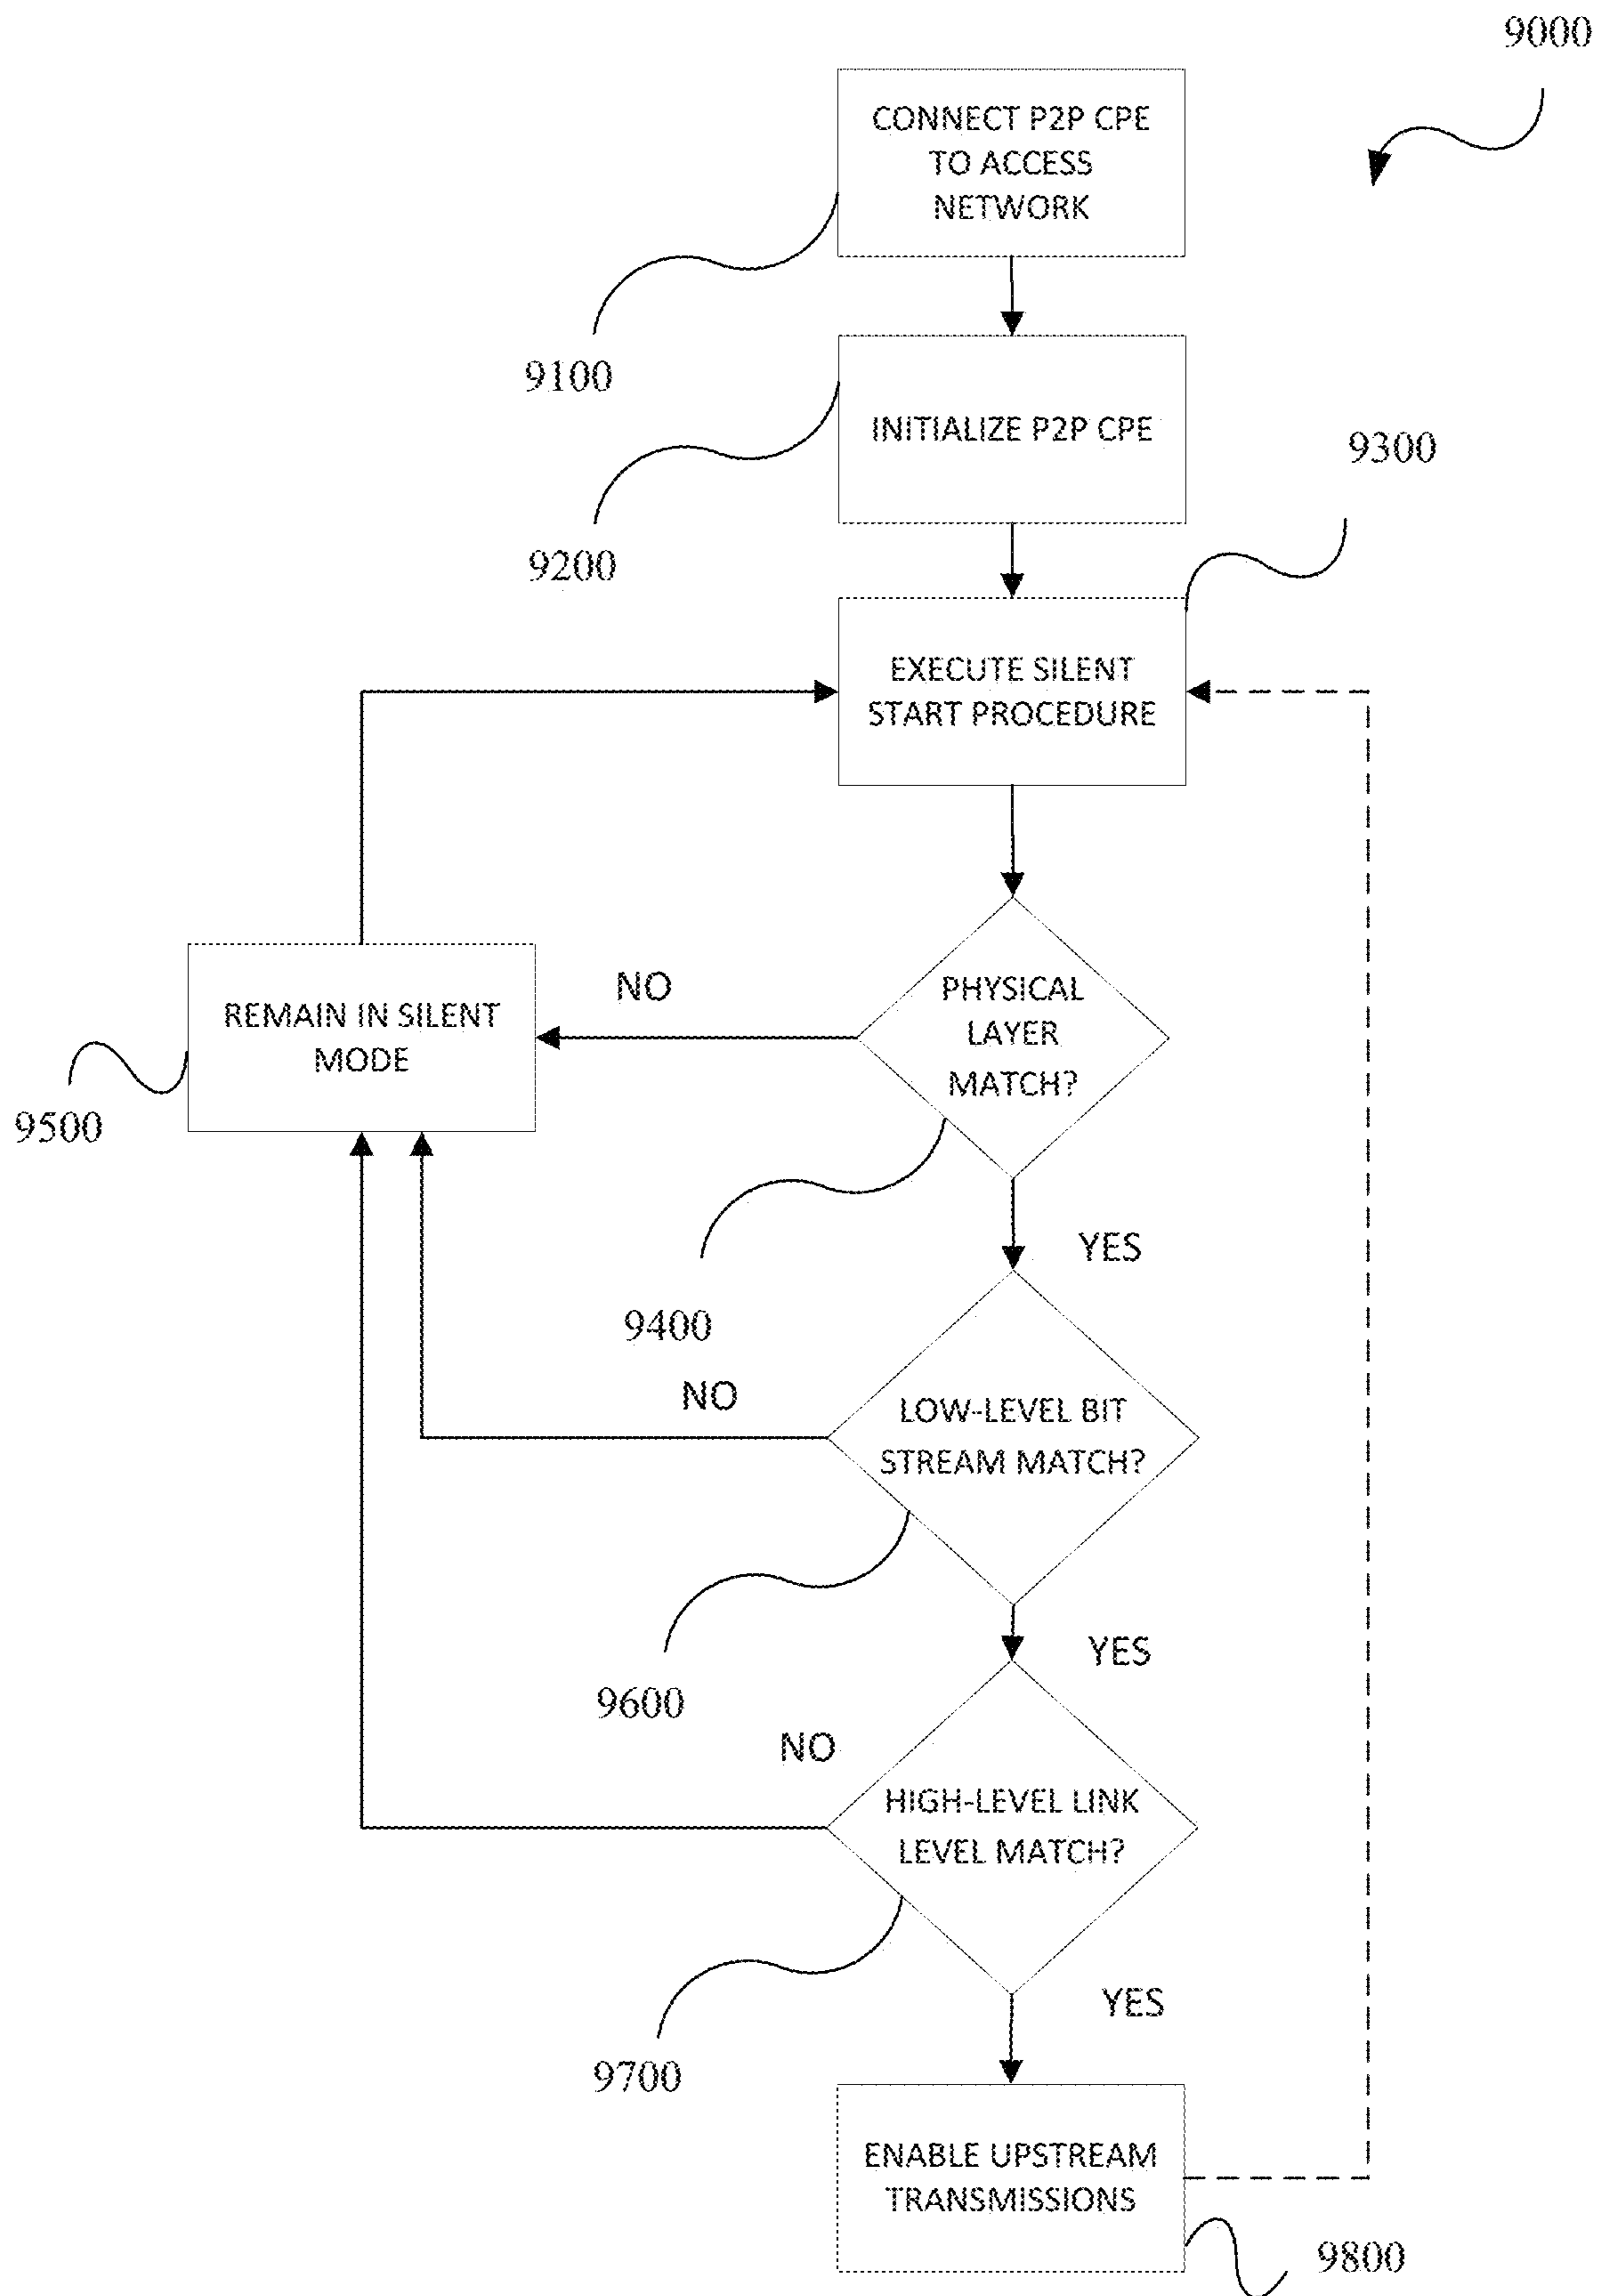 9000
CONNECT P2P CPE
TO ACCESS
NETWORK
9100
INITIALIZE P2P CPE
9200
9300
EXECUTE SILENT
START PROCEDURE
REMAIN IN SILENT
MODE
9500
NO
PHYSICAL
LAYER
MATCH?
9400
YES
NO
LOW-LEVEL BIT
STREAM MATCH?
9600
YES
NO
HIGH-LEVEL LINK
LEVEL MATCH?
9700
YES
ENABLE UPSTREAM
TRANSMISSIONS
9800